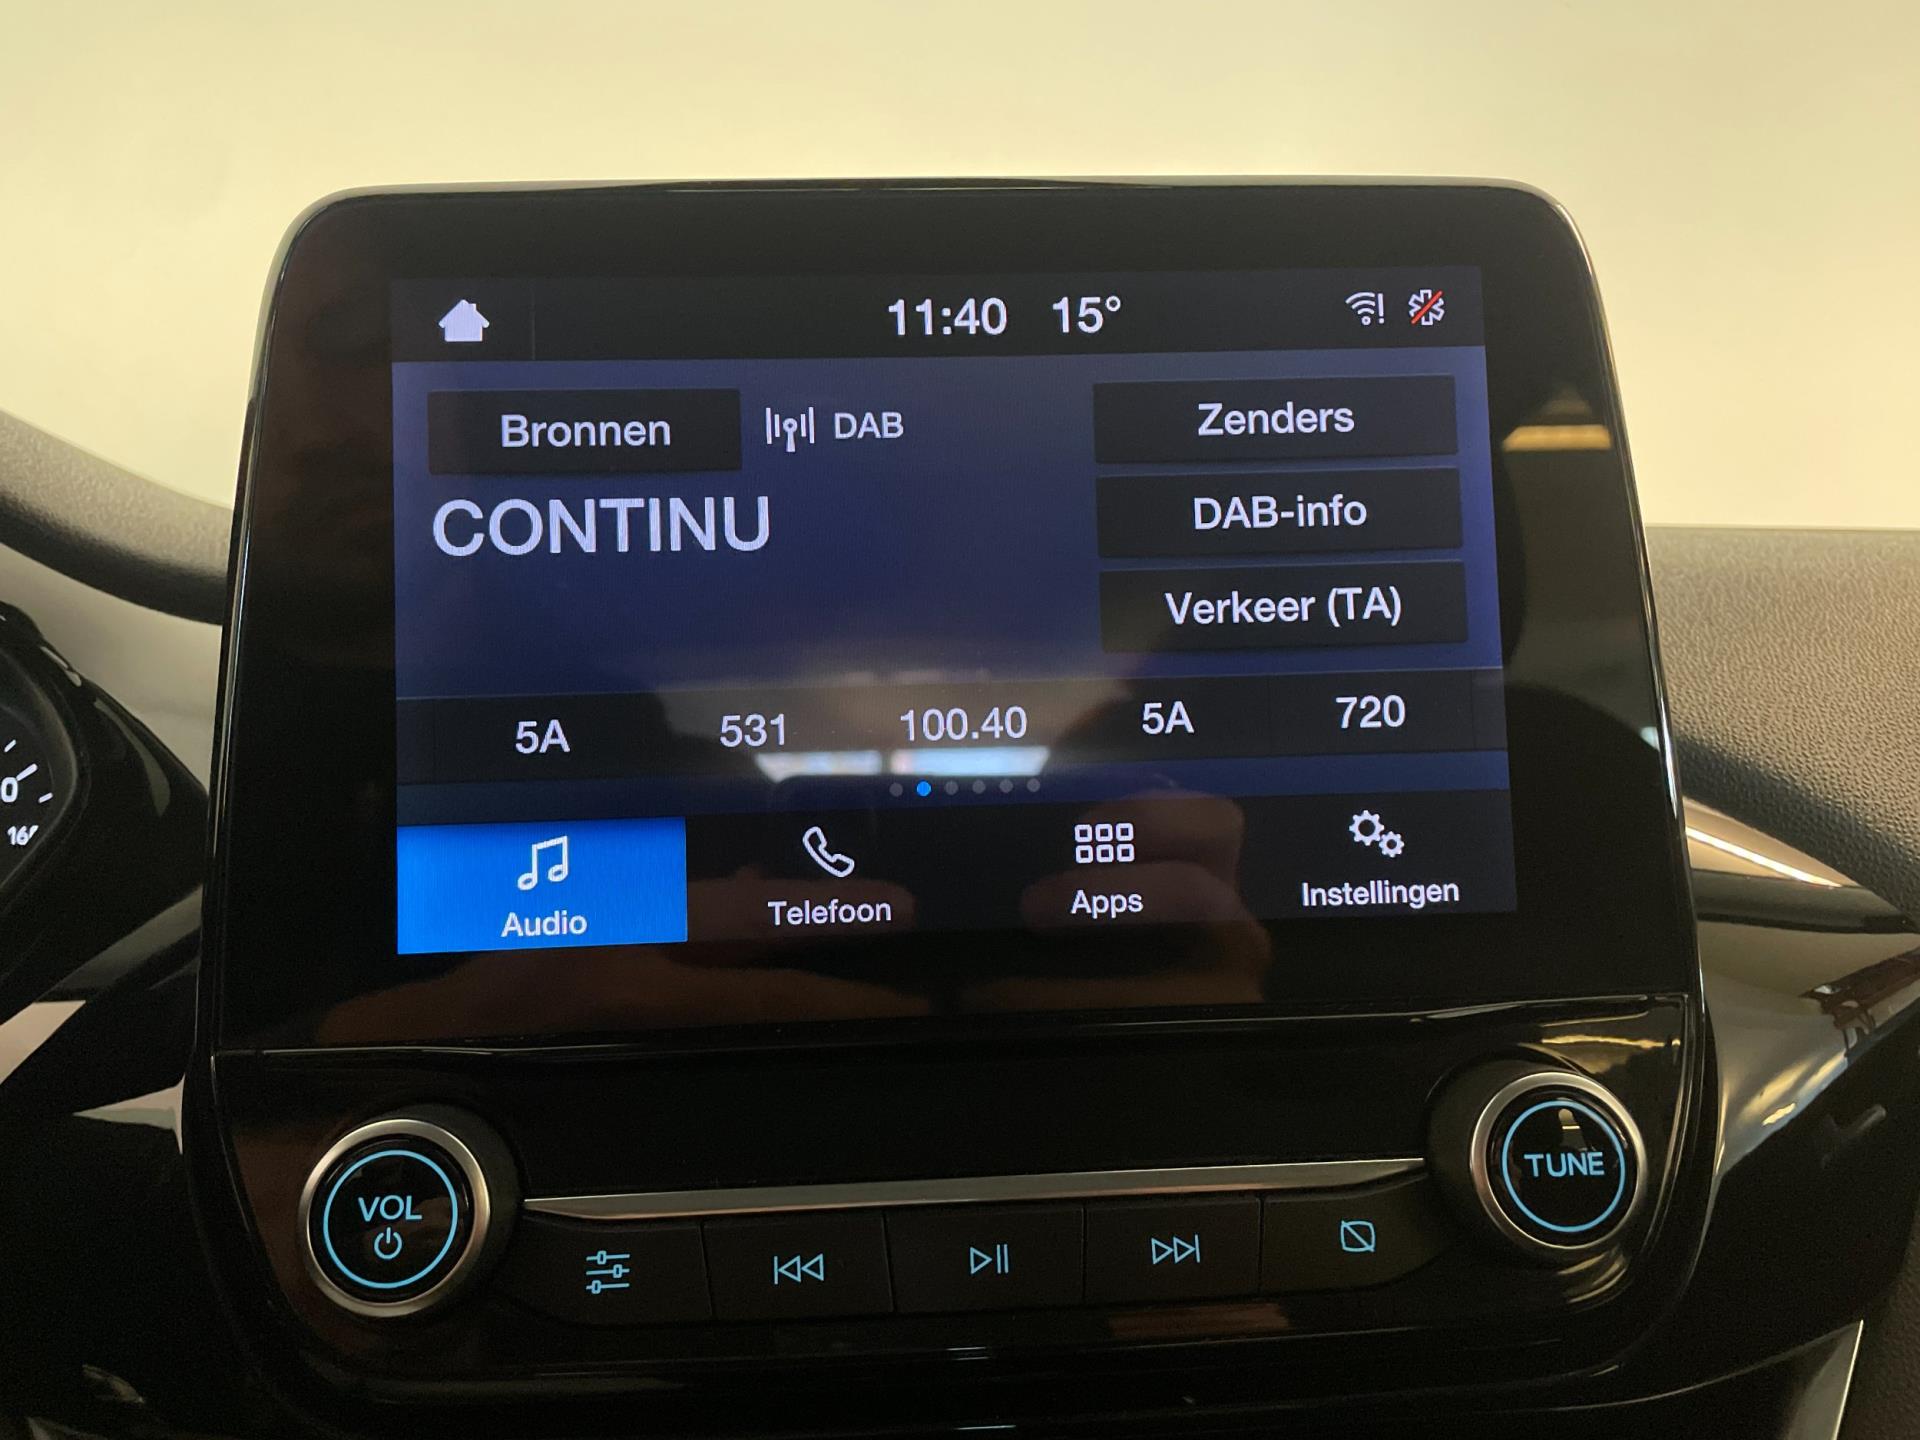 11:40 15°
Bronnen DAB Zenders
CONTINU
DAB-info
Verkeer (TA)
5A 531 100.40 5A 720
Audio Telefoon Apps Instellingen
VOL
TUNE